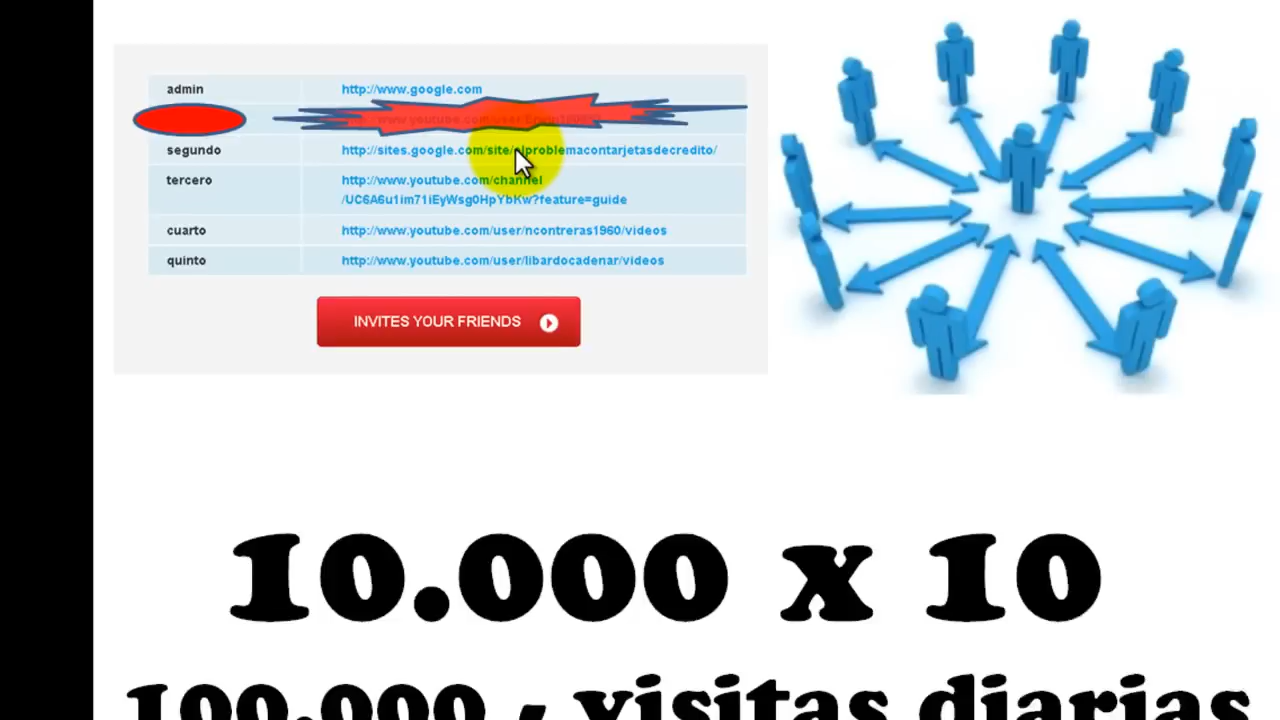 admin http://www.google.com
segundo http://sites.google.com/site/elproblemacontarjetasdecredito/
tercero http://www.youtube.com/channel
/UC6A6u1im71iEyWsg0HpYbKw?feature=guide
cuarto http://www.youtube.com/user/ncontreras1960/videos
quinto http://www.youtube.com/user/libardocadenar/videos
INVITES YOUR FRIENDS
10.000 x 10
100.000 - visitas diarias